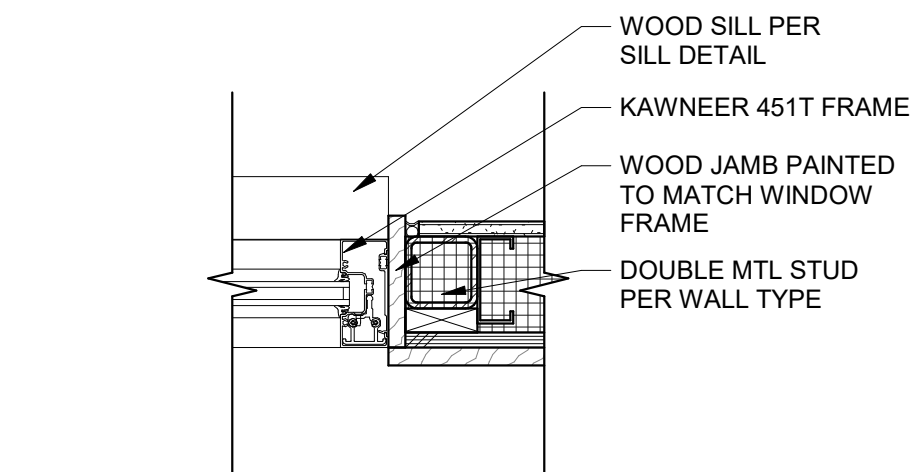 WOOD SILL PER
SILL DETAIL
KAWNEER 451T FRAME
WOOD JAMB PAINTED
TO MATCH WINDOW
FRAME
DOUBLE MTL STUD
PER WALL TYPE